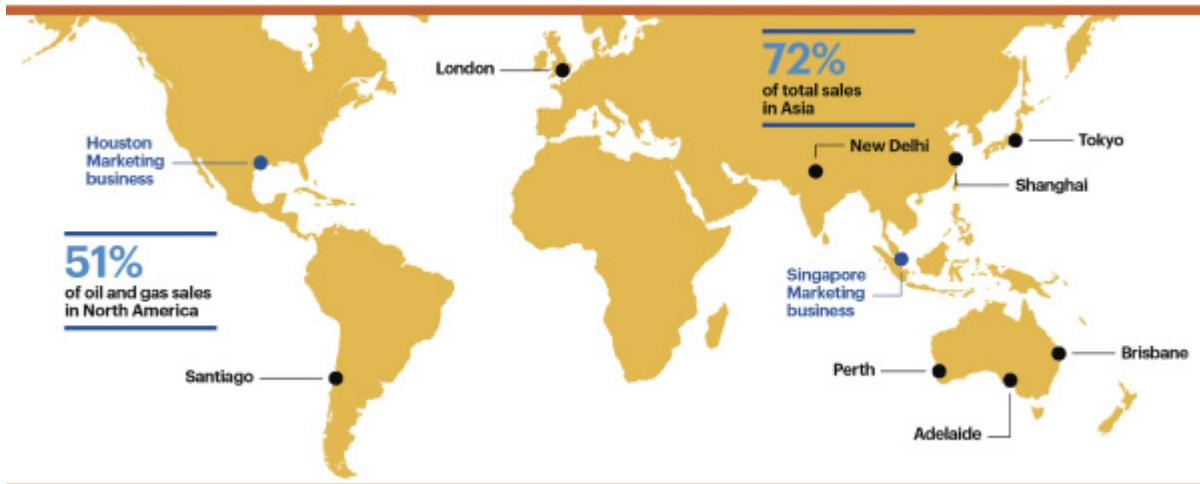 London
72%
of total sales
in Asia
New Delhi
Tokyo
Shanghai
Houston
Marketing
business
51%
of oil and gas sales
in North America
Singapore
Marketing
business
Santiago
Perth
Brisbane
Adelaide